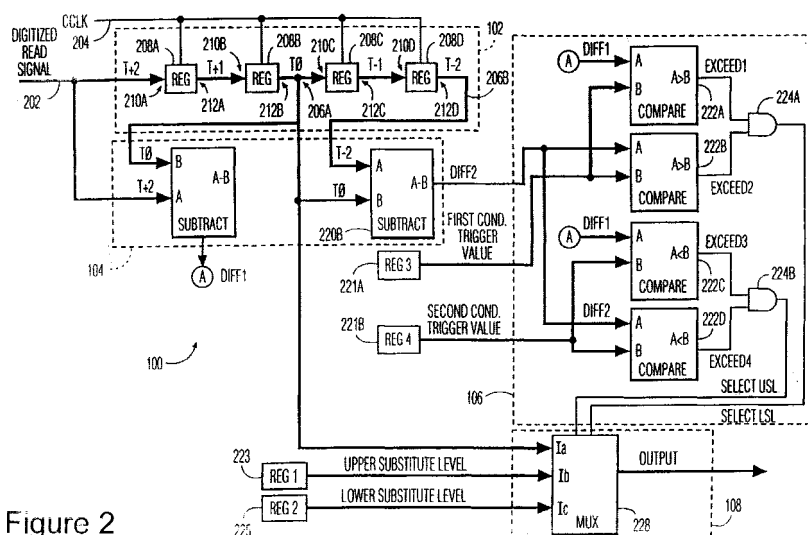 CCLK
204
DIGITIZED
READ
SIGNAL
202
T+2
210A
208A
REG
212A
T+1
210B
208B
REG
212B
TØ
206A
210C
208C
REG
212C
T-1
210D
208D
REG
212D
T-2
206B
102
TØ
T+2
B
A
A-B
SUBTRACT
104
A
DIFF1
T-2
TØ
A
B
A-B
SUBTRACT
220B
DIFF2
FIRST COND.
TRIGGER
VALUE
REG 3
221A
SECOND COND.
TRIGGER VALUE
221B
REG 4
100
A
DIFF1
A
B
A>B
COMPARE
222A
EXCEED1
224A
A
B
A>B
COMPARE
222B
EXCEED2
A
DIFF1
A
B
A<B
COMPARE
222C
EXCEED3
224B
DIFF2
A
B
A<B
COMPARE
222D
EXCEED4
106
SELECT USL
SELECT LSL
223
REG 1
UPPER SUBSTITUTE LEVEL
REG 2
225
LOWER SUBSTITUTE LEVEL
Ia
Ib
Ic
MUX
228
OUTPUT
108
Figure 2